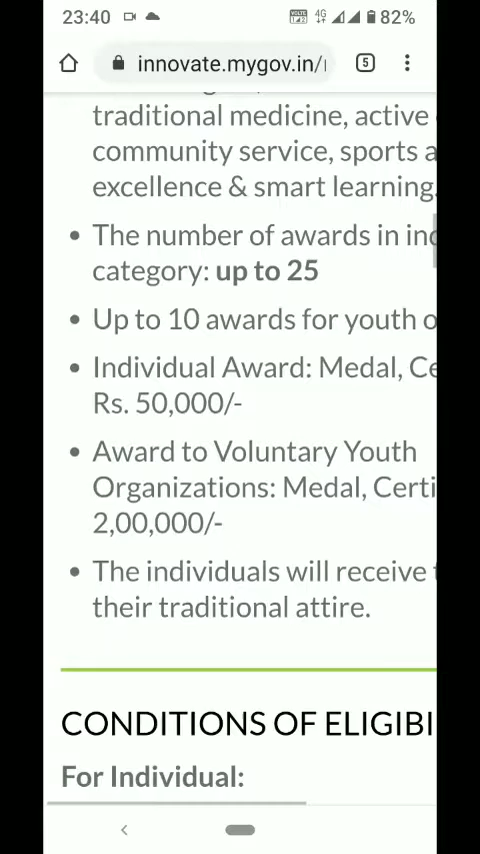 23:40 4G 82%
innovate.mygov.in/ 5
traditional medicine, active
community service, sports
excellence & smart learning.
• The number of awards in
category: up to 25
• Up to 10 awards for youth
• Individual Award: Medal,
Rs. 50,000/-
• Award to Voluntary Youth
Organizations: Medal, Certi
2,00,000/-
• The individuals will receive
their traditional attire.
CONDITIONS OF ELIGIBI
For Individual: